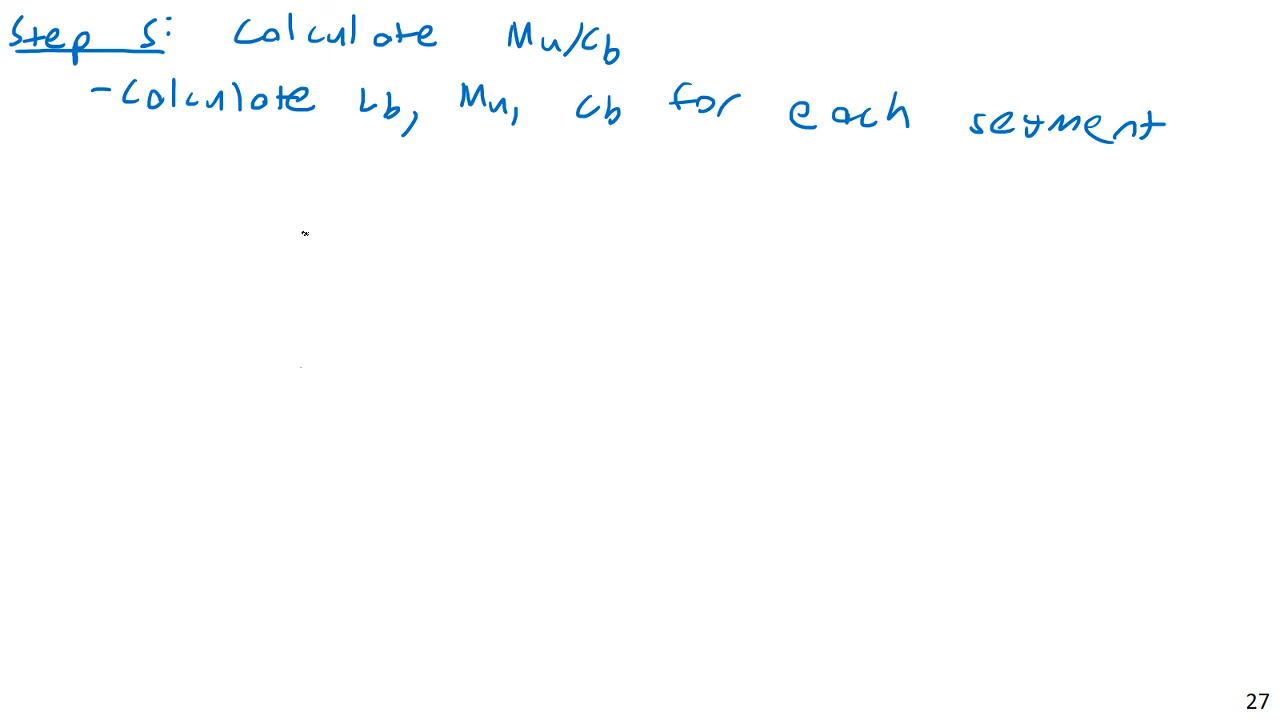 Step 5: Calculate Mu/Cb
- Calculate Lb, Mu, Cb for each segment
27